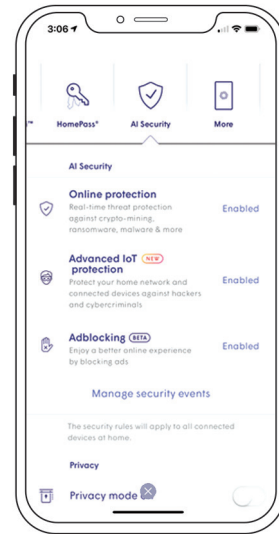 3:06
HomePass®
AI Security
More
AI Security
Online protection
Real-time threat protection
against crypto-mining,
ransomware, malware & more
Enabled
Advanced IoT NEW
protection
Protect your home network and
connected devices against hackers
and cybercriminals
Enabled
Adblocking BETA
Enjoy a better online experience
by blocking ads
Enabled
Manage security events
The security rules will apply to all connected
devices at home.
Privacy
Privacy mode